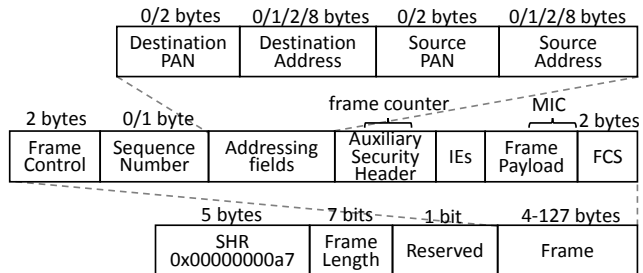 0/2 bytes 0/1/2/8 bytes 0/2 bytes 0/1/2/8 bytes
Destination PAN Destination Address Source PAN Source Address
frame counter MIC
2 bytes 0/1 byte 2 bytes
Frame Control Sequence Number Addressing fields Auxiliary Security Header IEs Frame Payload FCS
5 bytes 7 bits 1 bit 4-127 bytes
SHR 0x00000000a7 Frame Length Reserved Frame